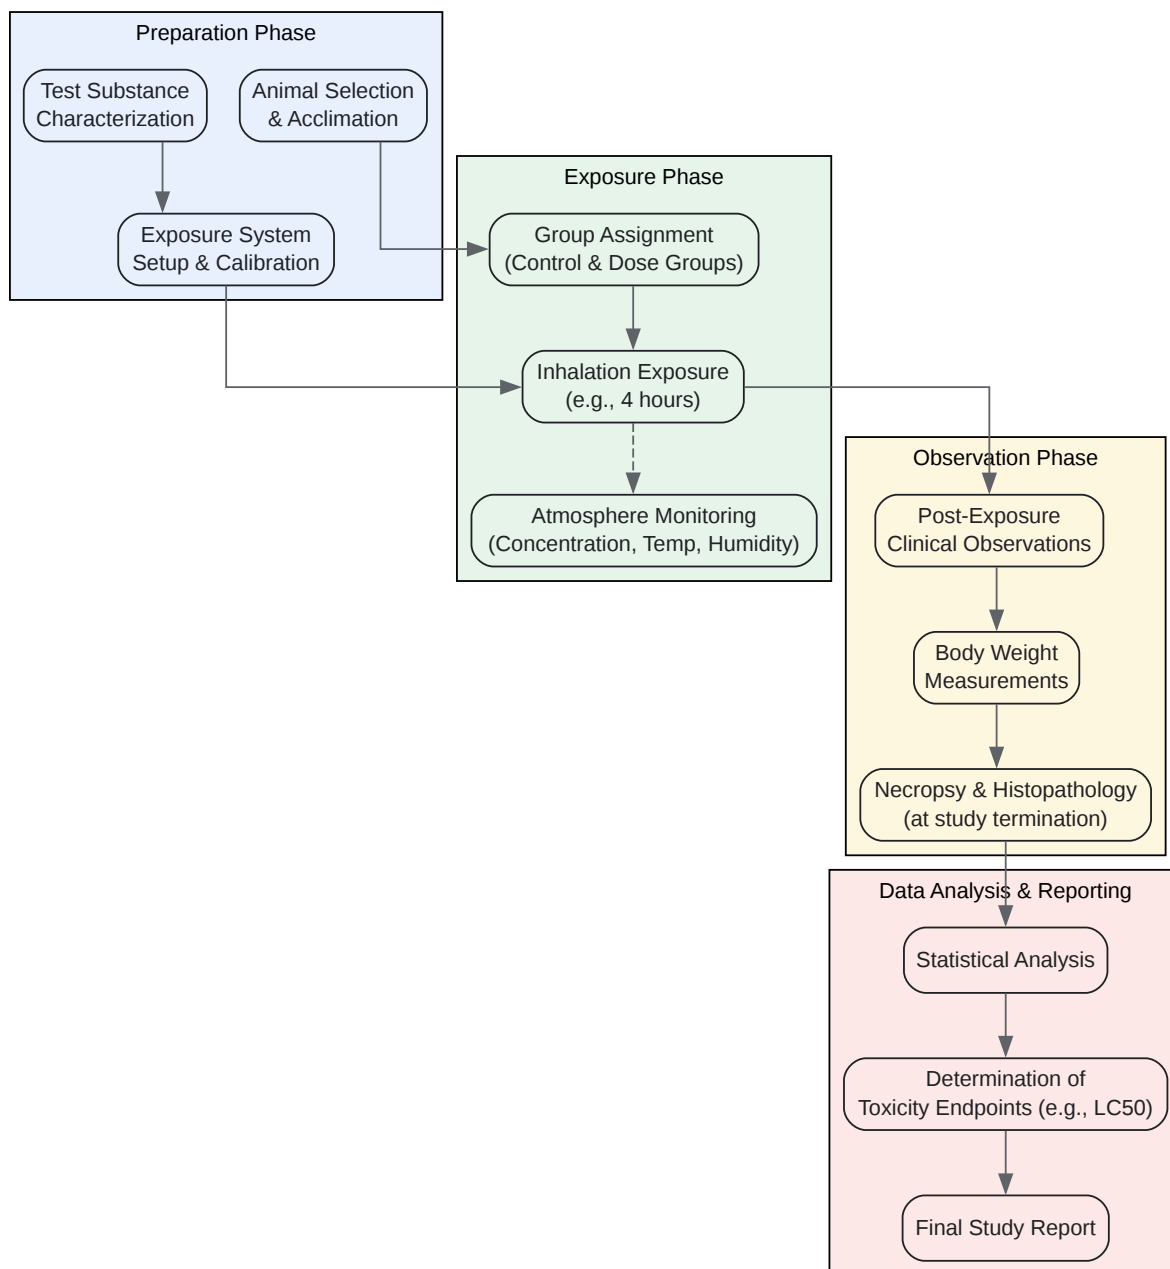 Preparation Phase
Test Substance
Characterization
Animal Selection
& Acclimation
Exposure System
Setup & Calibration
Exposure Phase
Group Assignment
(Control & Dose Groups)
Inhalation Exposure
(e.g., 4 hours)
Atmosphere Monitoring
(Concentration, Temp, Humidity)
Observation Phase
Post-Exposure
Clinical Observations
Body Weight
Measurements
Necropsy & Histopathology
(at study termination)
Data Analysis & Reporting
Statistical Analysis
Determination of
Toxicity Endpoints (e.g., LC50)
Final Study Report